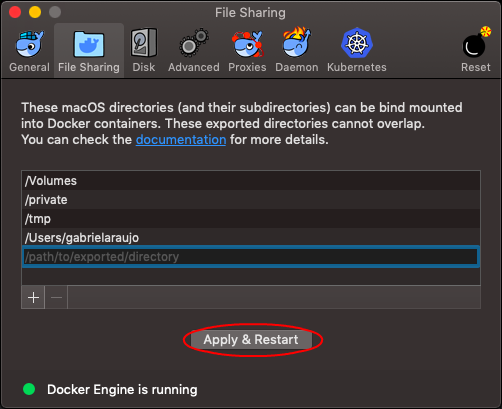 File Sharing
General
File Sharing
Disk
Advanced
Proxies
Daemon
Kubernetes
Reset
These macOS directories (and their subdirectories) can be bind mounted
into Docker containers. These exported directories cannot overlap.
You can check the documentation for more details.
/Volumes
/private
/tmp
/Users/gabrielaraujo
/path/to/exported/directory
Apply & Restart
Docker Engine is running